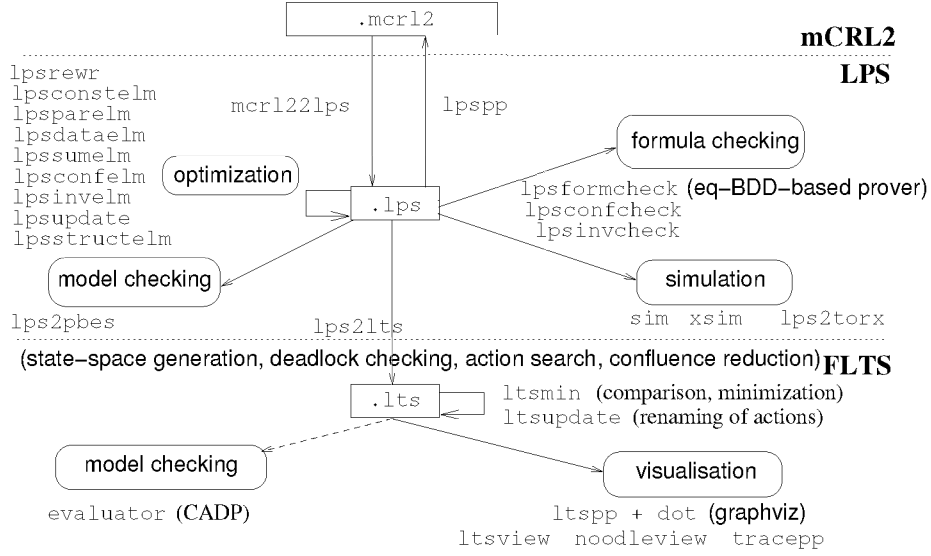 .mcrl2
mCRL2
LPS
lpsrewr
lpsconstelm
lpsparelm
lpsdataelm
lpssumelm
lpsconfelm
lpsinvelm
lpsupdate
lpsstructelm
mcrl22lps
lpspp
optimization
.lps
formula checking
lpsformcheck (eq-BDD-based prover)
lpsconfcheck
lpsinvcheck
model checking
lps2pbes
lps2lts
simulation
sim xsim lps2torx
(state-space generation, deadlock checking, action search, confluence reduction)
FLTS
.lts
ltsmin (comparison, minimization)
ltsupdate (renaming of actions)
model checking
evaluator (CADP)
visualisation
ltspp + dot (graphviz)
ltsview noodleview tracepp